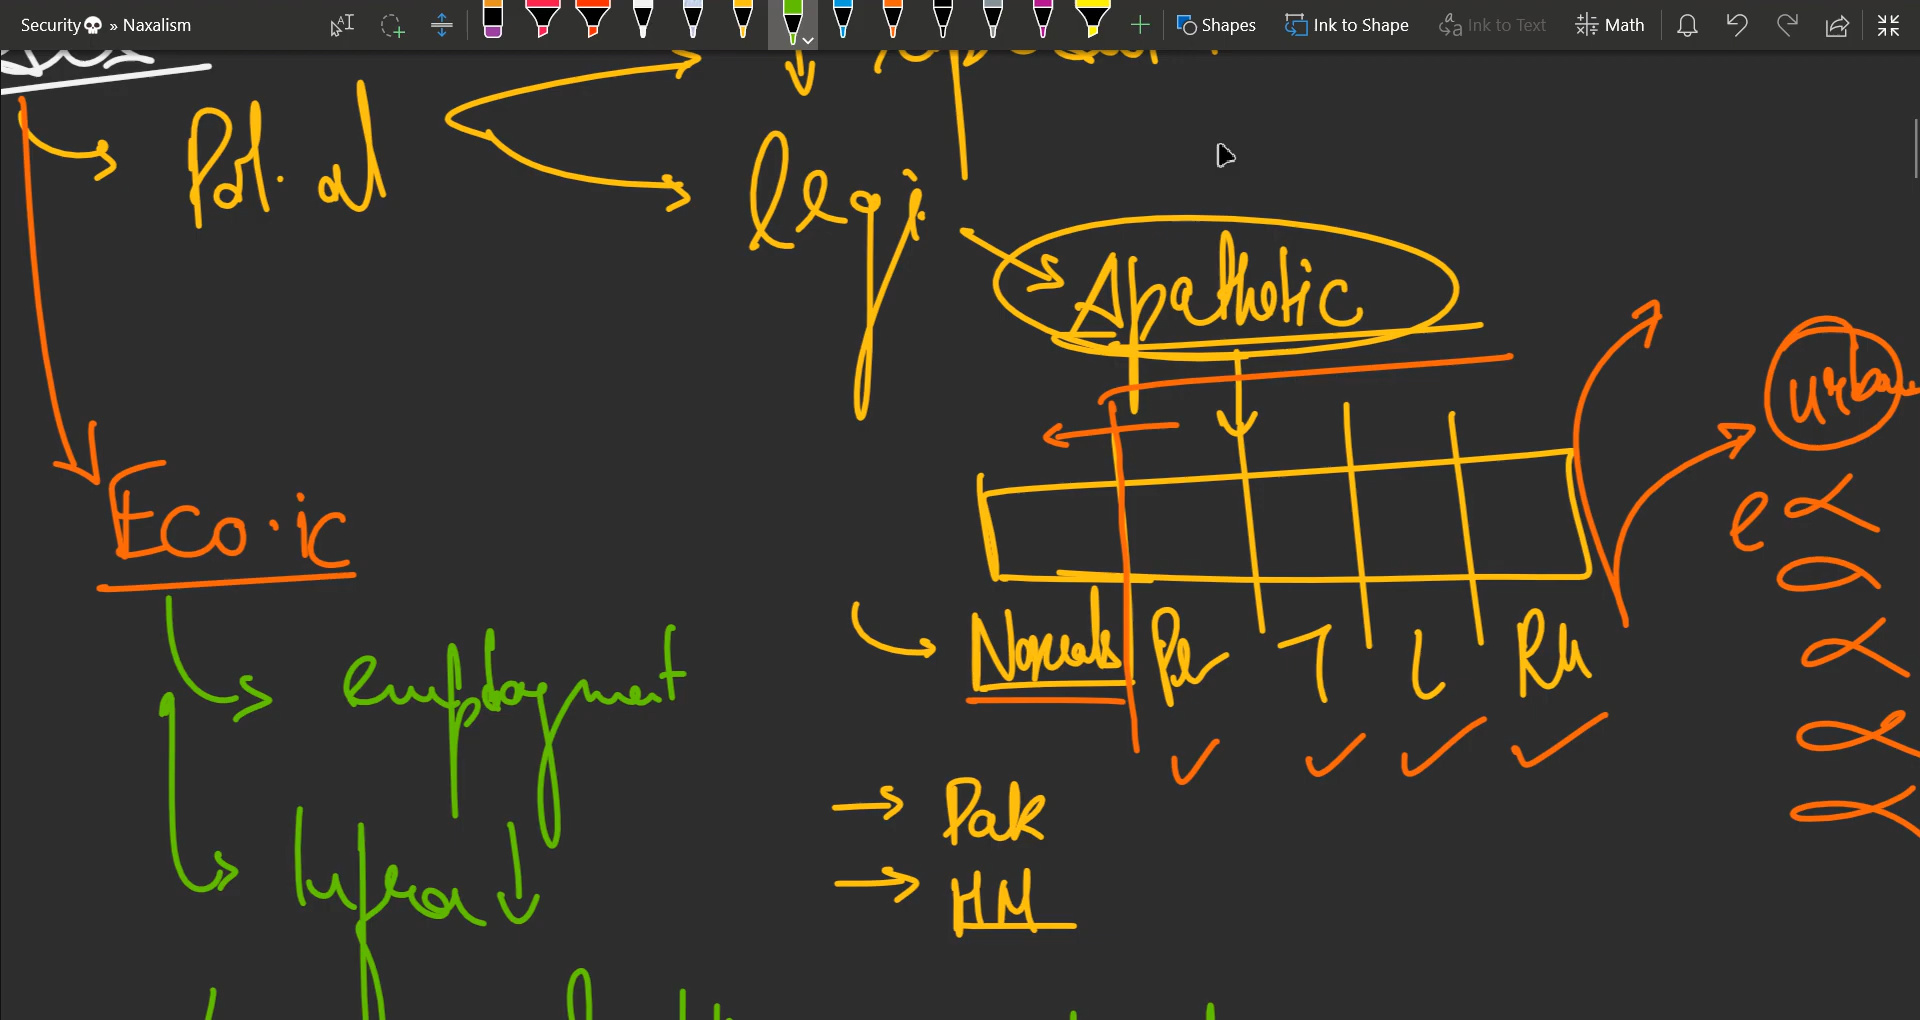 Security💀 » Naxalism
Shapes
Ink to Shape
Ink to Text
Math
Pol. al
legi.
Apathetic
urban
Eco.ic
employment
Infra ↓
Naxals
T
L
Ru
Pak
HM